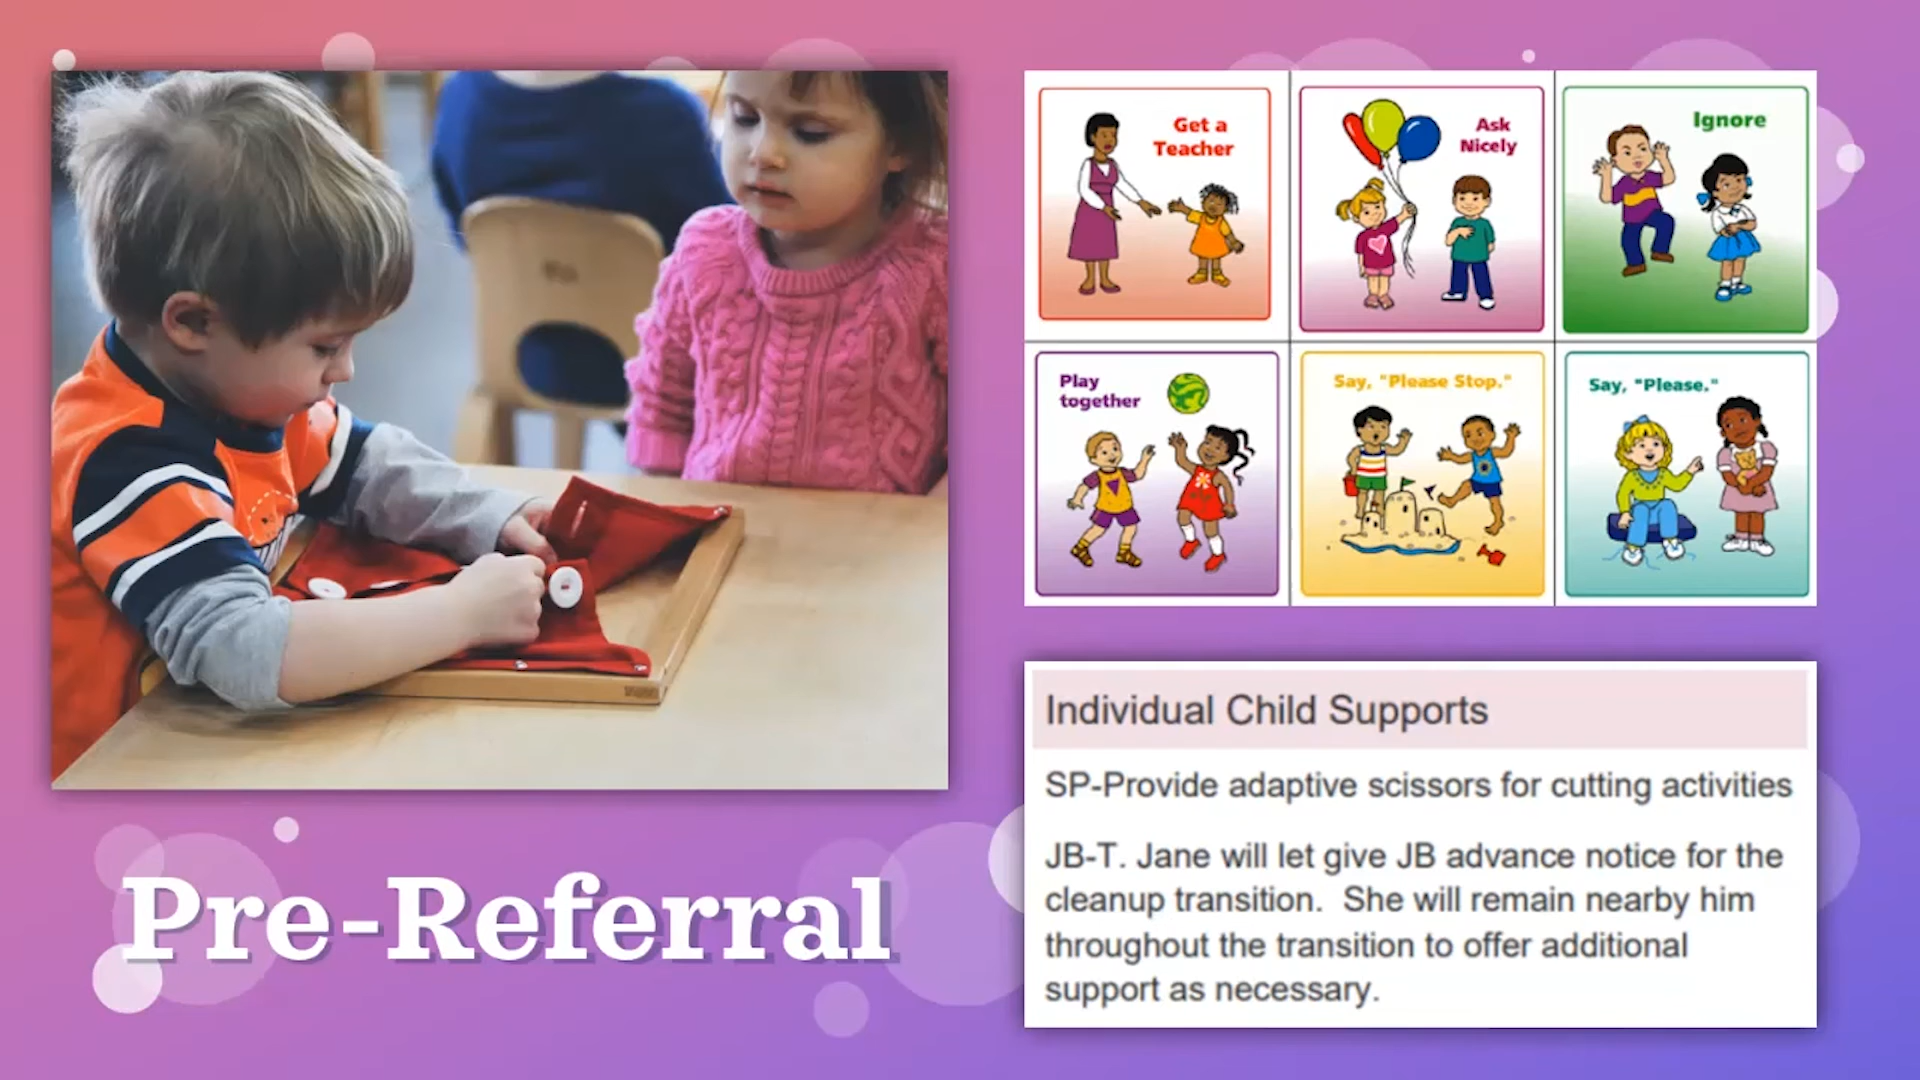 Get a
Teacher
Ask
Nicely
Ignore
Play
together
Say, "Please Stop."
Say, "Please."
Individual Child Supports
SP-Provide adaptive scissors for cutting activities
JB-T. Jane will let give JB advance notice for the
cleanup transition.  She will remain nearby him
throughout the transition to offer additional
support as necessary.
Pre-Referral